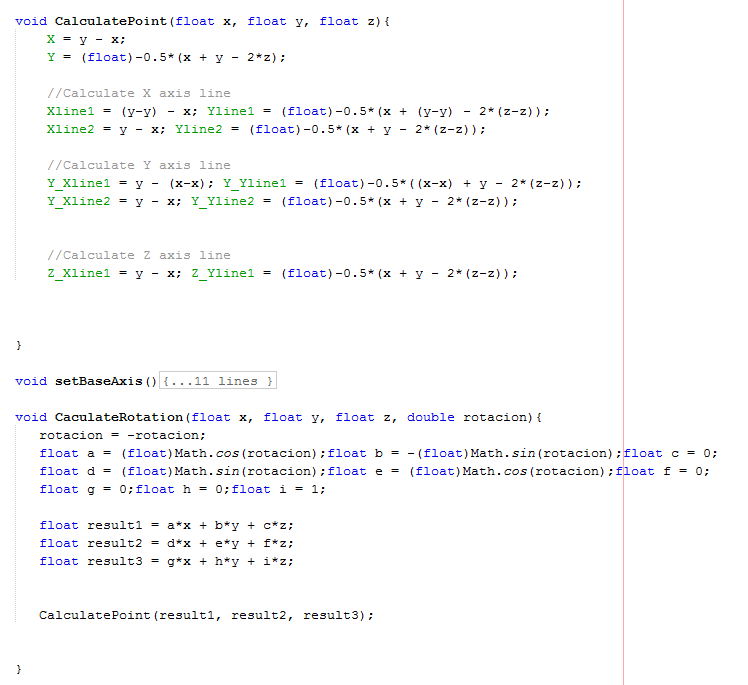 void CalculatePoint(float x, float y, float z){
X = y - x;
Y = (float)-0.5*(x + y - 2*z);
//Calculate X axis line
Xline1 = (y-y) - x; Yline1 = (float)-0.5*(x + (y-y) - 2*(z-z));
Xline2 = y - x; Yline2 = (float)-0.5*(x + y - 2*(z-z));
//Calculate Y axis line
Y_Xline1 = y - (x-x); Y_Yline1 = (float)-0.5*((x-x) + y - 2*(z-z));
Y_Xline2 = y - x; Y_Yline2 = (float)-0.5*(x + y - 2*(z-z));
//Calculate Z axis line
Z_Xline1 = y - x; Z_Yline1 = (float)-0.5*(x + y - 2*(z-z));
}
void setBaseAxis(){...11 lines }
void CaculateRotation(float x, float y, float z, double rotacion){
rotacion = -rotacion;
float a = (float)Math.cos(rotacion);float b = -(float)Math.sin(rotacion);float c = 0;
float d = (float)Math.sin(rotacion);float e = (float)Math.cos(rotacion);float f = 0;
float g = 0;float h = 0;float i = 1;
float result1 = a*x + b*y + c*z;
float result2 = d*x + e*y + f*z;
float result3 = g*x + h*y + i*z;
CalculatePoint(result1, result2, result3);
}